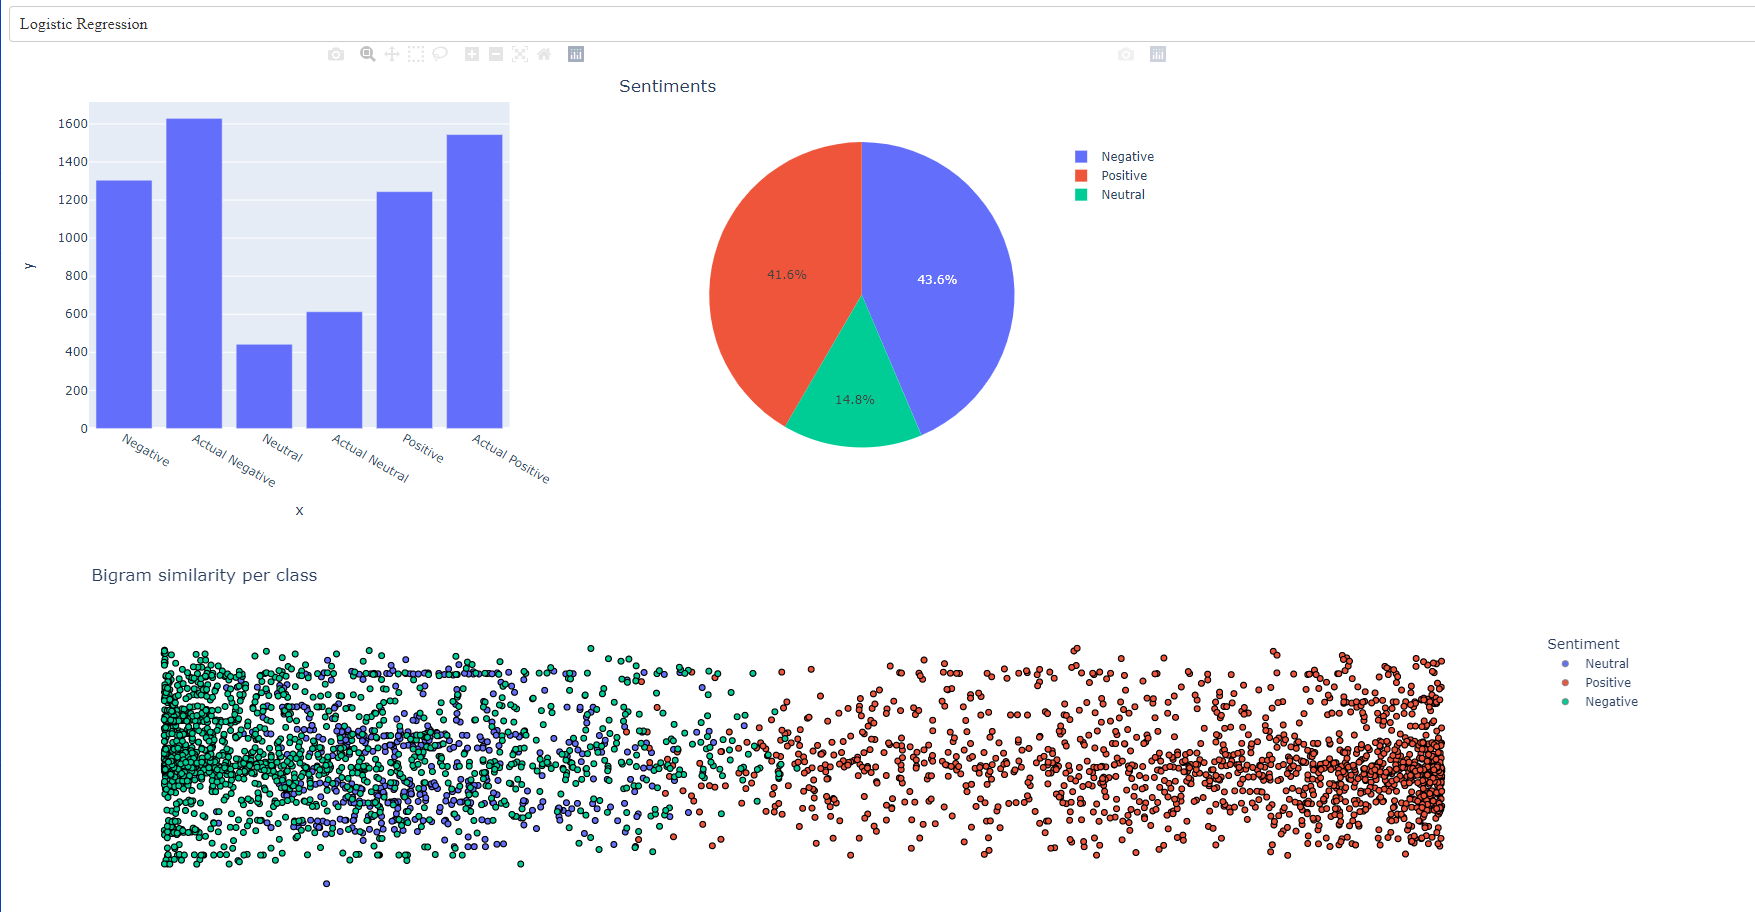 Logistic Regression
Sentiments
1600
1400
1200
1000
800
600
400
200
0
y
Negative
Actual Negative
Neutral
Actual Neutral
Positive
Actual Positive
x
41.6%
43.6%
14.8%
Negative
Positive
Neutral
Bigram similarity per class
Sentiment
Neutral
Positive
Negative